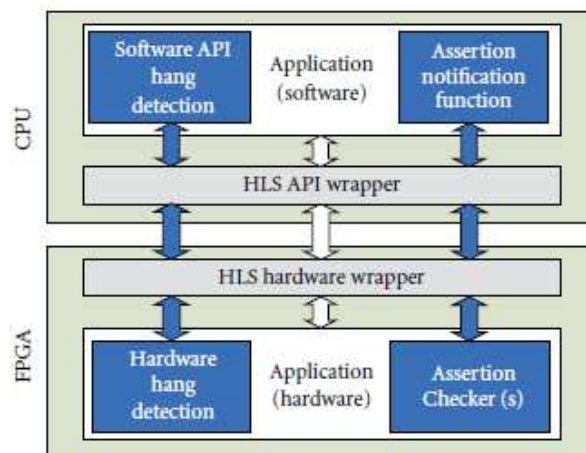 CPU
Software API
hang
detection
Application
(software)
Assertion
notification
function
HLS API wrapper
HLS hardware wrapper
FPGA
Hardware
hang
detection
Application
(hardware)
Assertion
Checker (s)